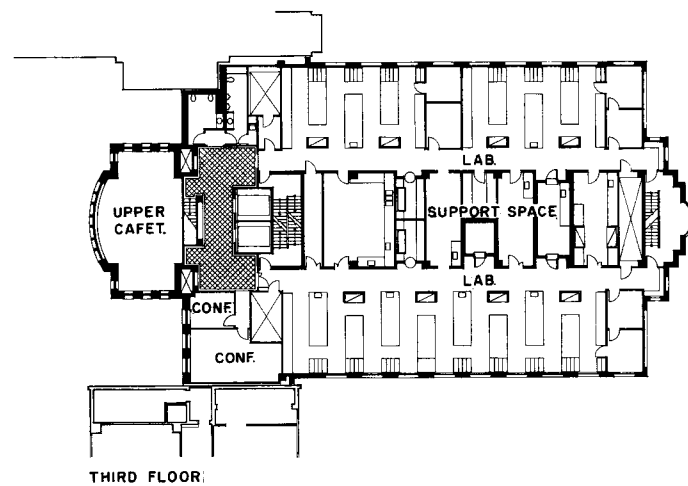 LAB.
UPPER
CAFET.
SUPPORT SPACE
LAB.
CONF.
CONF.
THIRD FLOOR